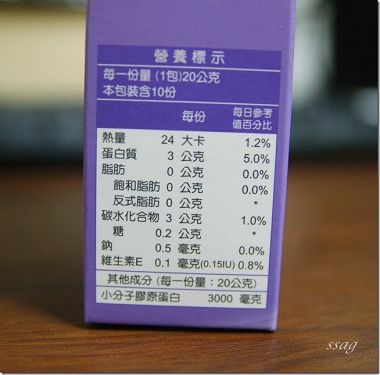 營養標示
每一份量 (1包)20公克
本包裝含10份
每份 每日參考
值百分比
熱量 24 大卡 1.2%
蛋白質 3 公克 5.0%
脂肪 0 公克 0.0%
飽和脂肪 0 公克 0.0%
反式脂肪 0 公克 *
碳水化合物 3 公克 1.0%
糖 0.2 公克 *
鈉 0.5 毫克 0.0%
維生素E 0.1 毫克(0.15IU) 0.8%
其他成分 (每一份量：20公克)
小分子膠原蛋白 3000 毫克
ssag